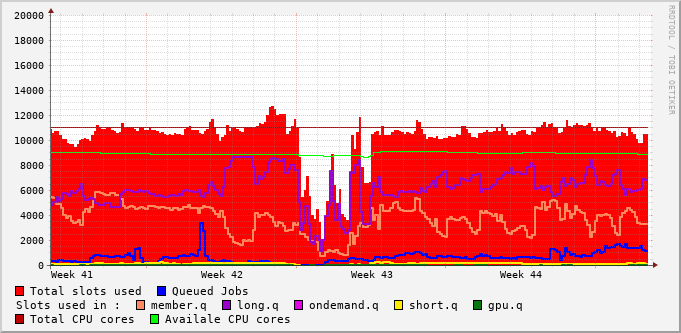 20000
18000
16000
14000
12000
10000
8000
6000
4000
2000
0
Week 41 Week 42 Week 43 Week 44
RRDTOOL / TOBI OETIKER
Total slots used Queued Jobs
Slots used in : member.q long.q ondemand.q short.q gpu.q
Total CPU cores Availale CPU cores